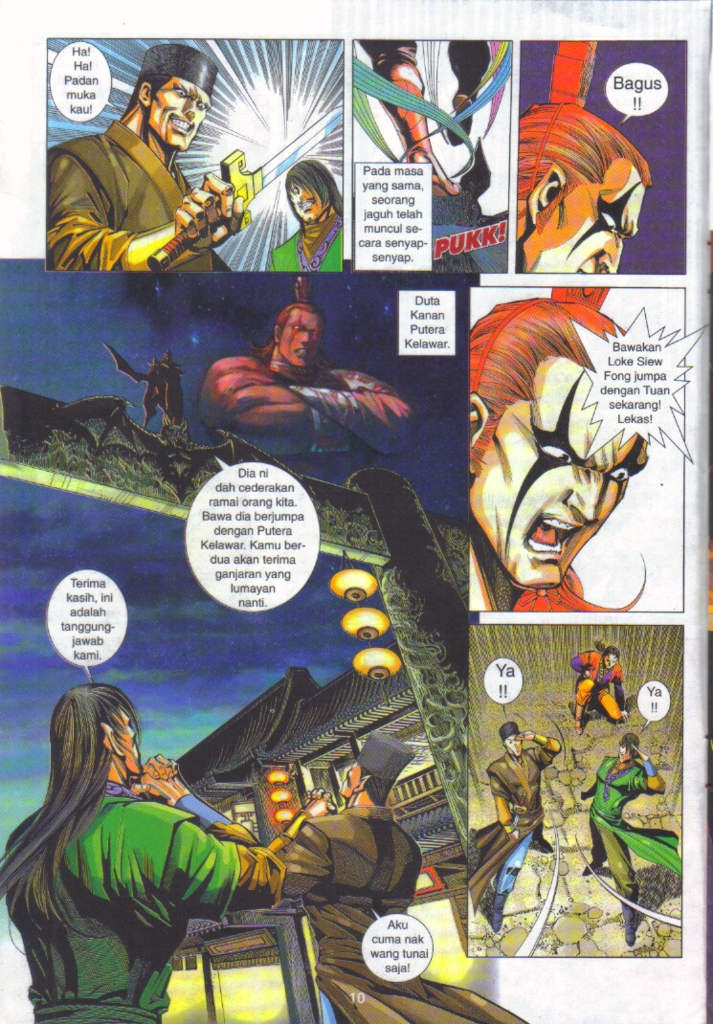 Ha!
Ha!
Padan
muka
kau!
Pada masa
yang sama,
seorang
jaguh telah
muncul se-
cara senyap-
senyap.
PUKK!
Bagus
!!
Duta
Kanan
Putera
Kelawar.
Bawakan
Loke Siew
Fong jumpa
dengan Tuan
sekarang!
Lekas!
Dia ni
dah cederakan
ramai orang kita.
Bawa dia berjumpa
dengan Putera
Kelawar. Kamu ber-
dua akan terima
ganjaran yang
lumayan
nanti.
Terima
kasih, ini
adalah
tanggung-
jawab
kami.
Aku
cuma nak
wang tunai
saja!
Ya
!!
Ya
!!
10